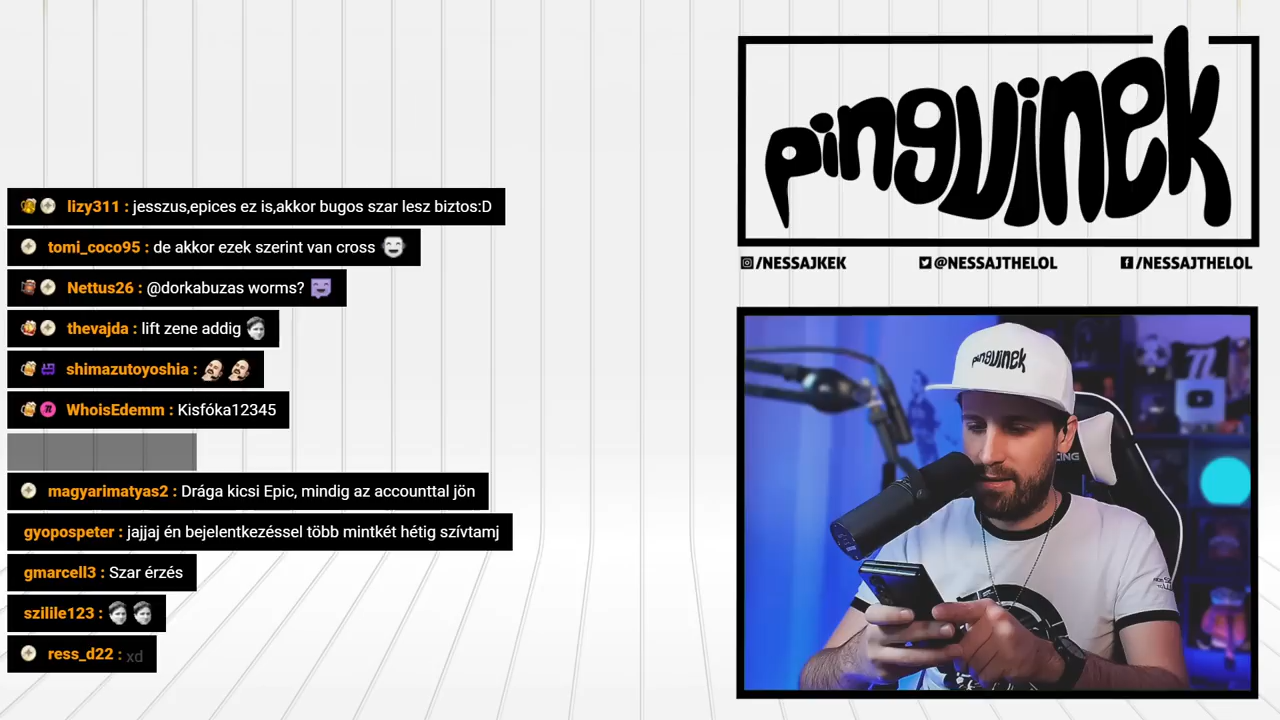 lizy311 : jesszus,epices ez is,akkor bugos szar lesz biztos:D
tomi_coco95 : de akkor ezek szerint van cross
Nettus26 : @dorkabuzas worms?
thevajda : lift zene addig
shimazutoyoshia :
WhoisEdemm : Kisfóka12345
magyarimatyas2 : Drága kicsi Epic, mindig az accounttal jön
gyopospeter : jajjaj én bejelentkezéssel több mintkét hétig szívtamj
gmarcell3 : Szar érzés
szilile123 :
ress_d22 : xd
pinguinek
/NESSAJKEK
@NESSAJTHELOL
/NESSAJTHELOL
pinguinek
CING